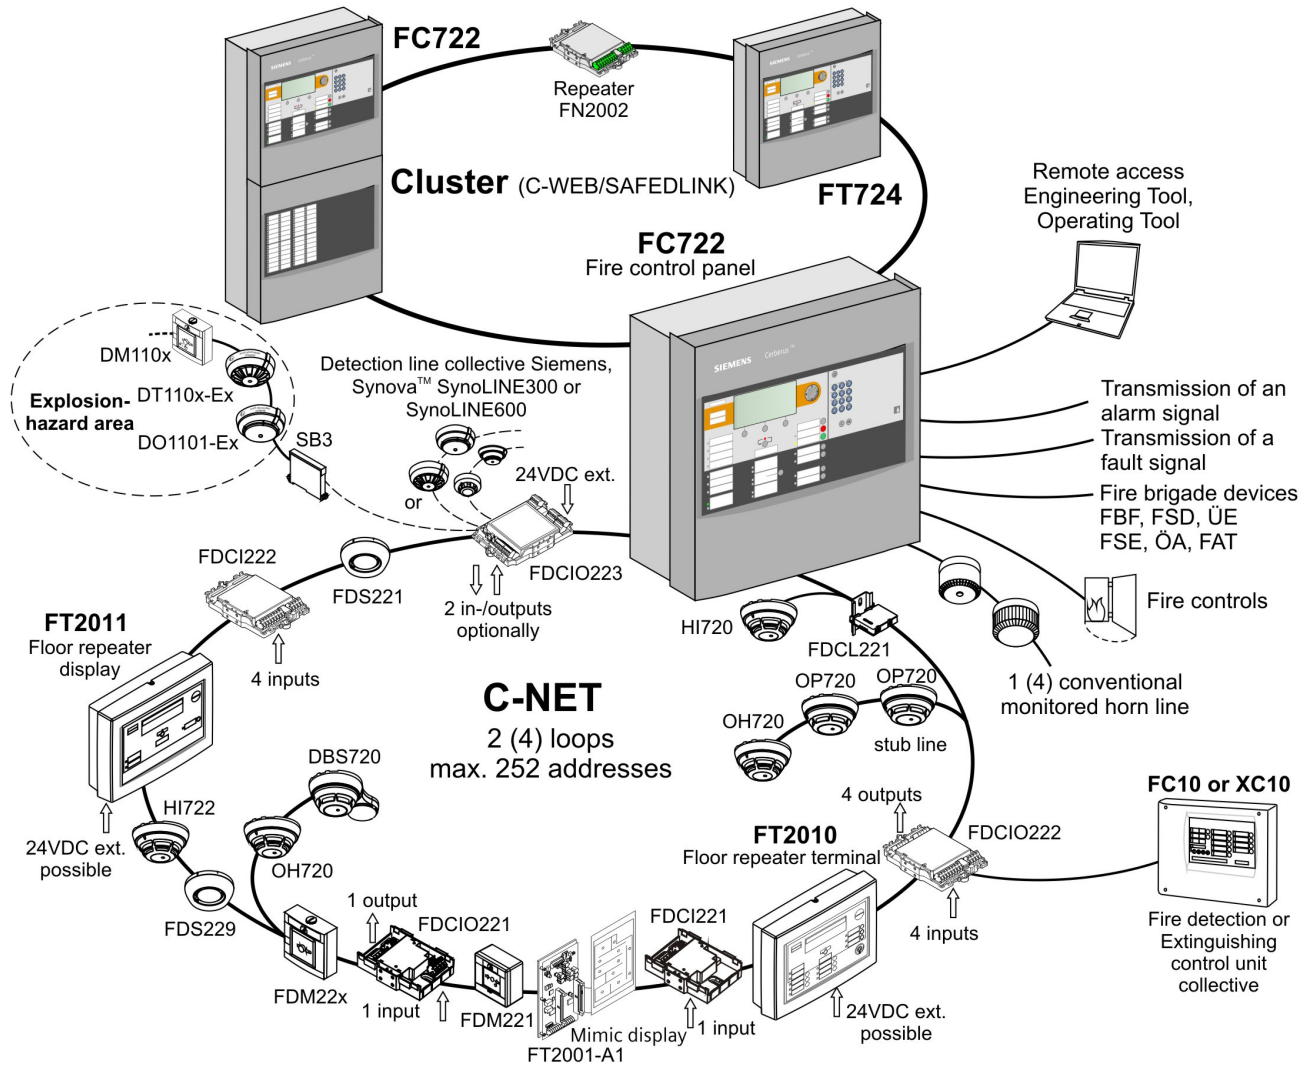 FC722
Repeater
FN2002
Cluster (C-WEB/SAFEDLINK)
FT724
FC722
Fire control panel
Remote access
Engineering Tool,
Operating Tool
SIEMENS Cerberus™
SIEMENS
SIEMENS Cerberus™
DM110x
DT110x-Ex
Explosion-
hazard area
DO1101-Ex
SB3
Detection line collective Siemens,
Synova™ SynoLINE300 or
SynoLINE600
24VDC ext.
or
Transmission of an
alarm signal
Transmission of a
fault signal
Fire brigade devices
FBF, FSD, ÜE
FSE, ÖA, FAT
FDCI222
FDS221
FDCIO223
2 in-/outputs
optionally
Fire controls
FT2011
Floor repeater
display
4 inputs
HI720
FDCL221
1 (4) conventional
monitored horn line
C-NET
2 (4) loops
max. 252 addresses
OP720
OP720
OH720
stub line
24VDC ext.
possible
HI722
DBS720
OH720
FDS229
4 outputs
FDCIO222
FC10 or XC10
FT2010
Floor repeater terminal
4 inputs
Fire detection or
Extinguishing
control unit
collective
1 output
FDCIO221
FDM22x
1 input
FDM221
FDCI221
Mimic display
FT2001-A1
1 input
24VDC ext.
possible